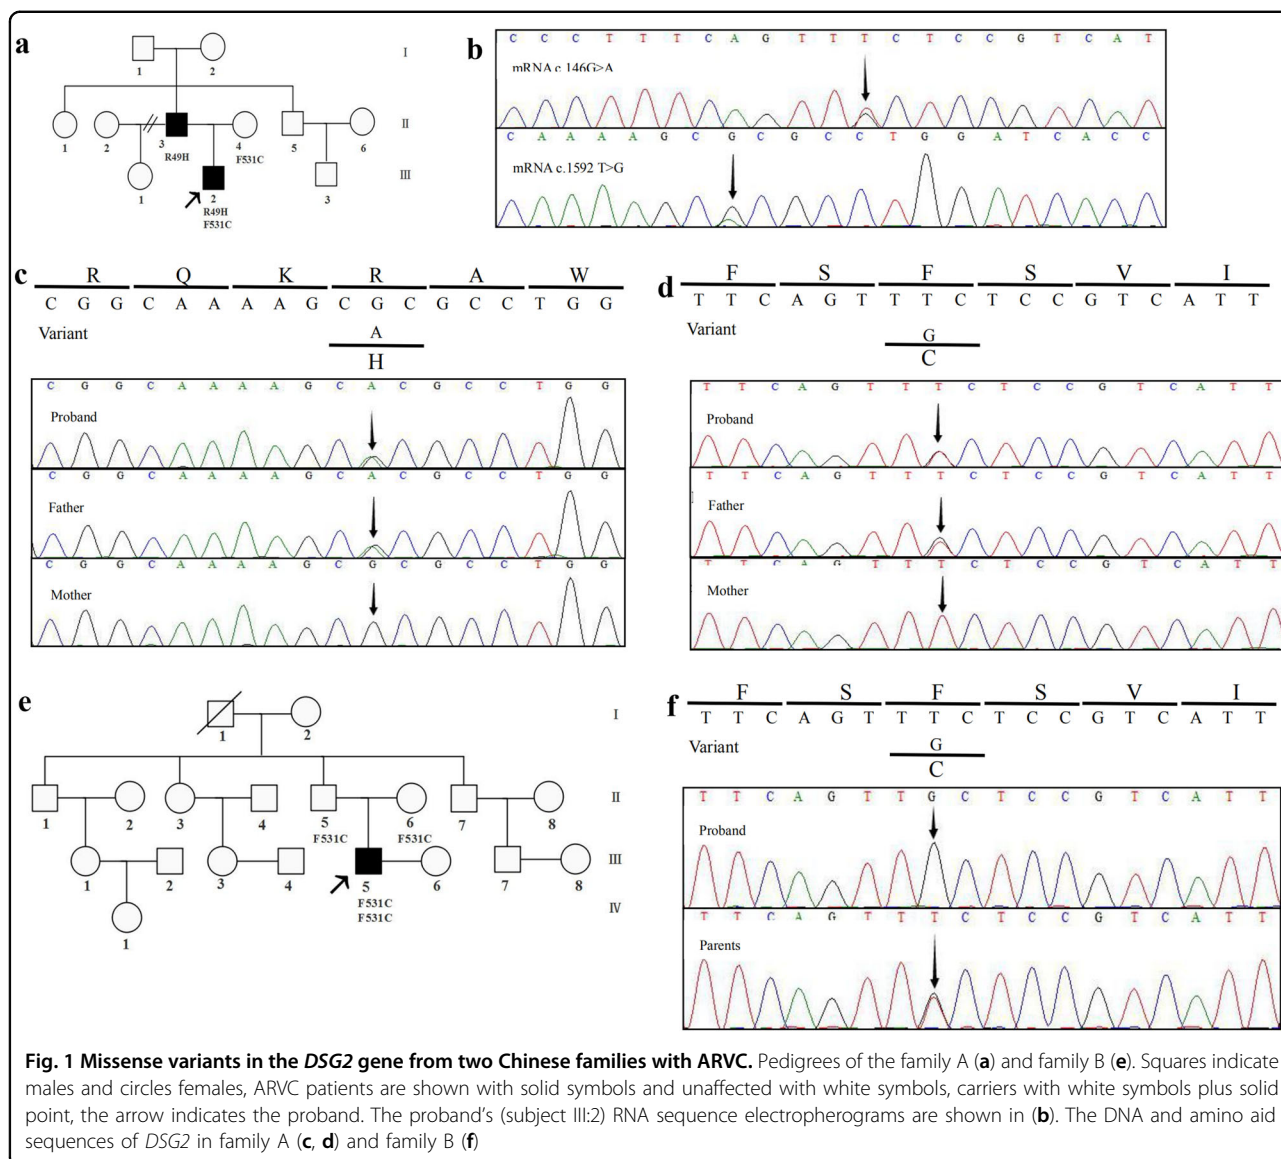 a
I
1
2
II
1
2
3
4
5
6
R49H
F531C
III
1
2
3
R49H
F531C
b
C C C T T T C A G T T T C T C C G T C A T
mRNA c.146G>A
C A A A A G C G C G C C T G G A T C A C C
mRNA c.1592 T>G
c
R Q K R A W
C G G C A A A A G C G C G C C T G G
Variant
A
H
C G G C A A A A G C A C G C C T G G
Proband
C G G C A A A A G C A C G C C T G G
Father
C G G C A A A A G C G C G C C T G G
Mother
d
F S F S V I
T T C A G T T T C T C C G T C A T T
Variant
G
C
T T C A G T T T C T C C G T C A T T
Proband
T T C A G T T T C T C C G T C A T T
Father
T T C A G T T T C T C C G T C A T T
Mother
e
I
1
2
II
1
2
3
4
5
6
7
8
F531C
F531C
III
1
2
3
4
5
6
7
8
F531C
F531C
IV
1
f
F S F S V I
T T C A G T T T C T C C G T C A T T
Variant
G
C
T T C A G T T G C T C C G T C A T T
Proband
T T C A G T T T C T C C G T C A T T
Parents
Fig. 1 Missense variants in the DSG2 gene from two Chinese families with ARVC. Pedigrees of the family A (a) and family B (e). Squares indicate
males and circles females, ARVC patients are shown with solid symbols and unaffected with white symbols, carriers with white symbols plus solid
point, the arrow indicates the proband. The proband's (subject III:2) RNA sequence electropherograms are shown in (b). The DNA and amino aid
sequences of DSG2 in family A (c, d) and family B (f)